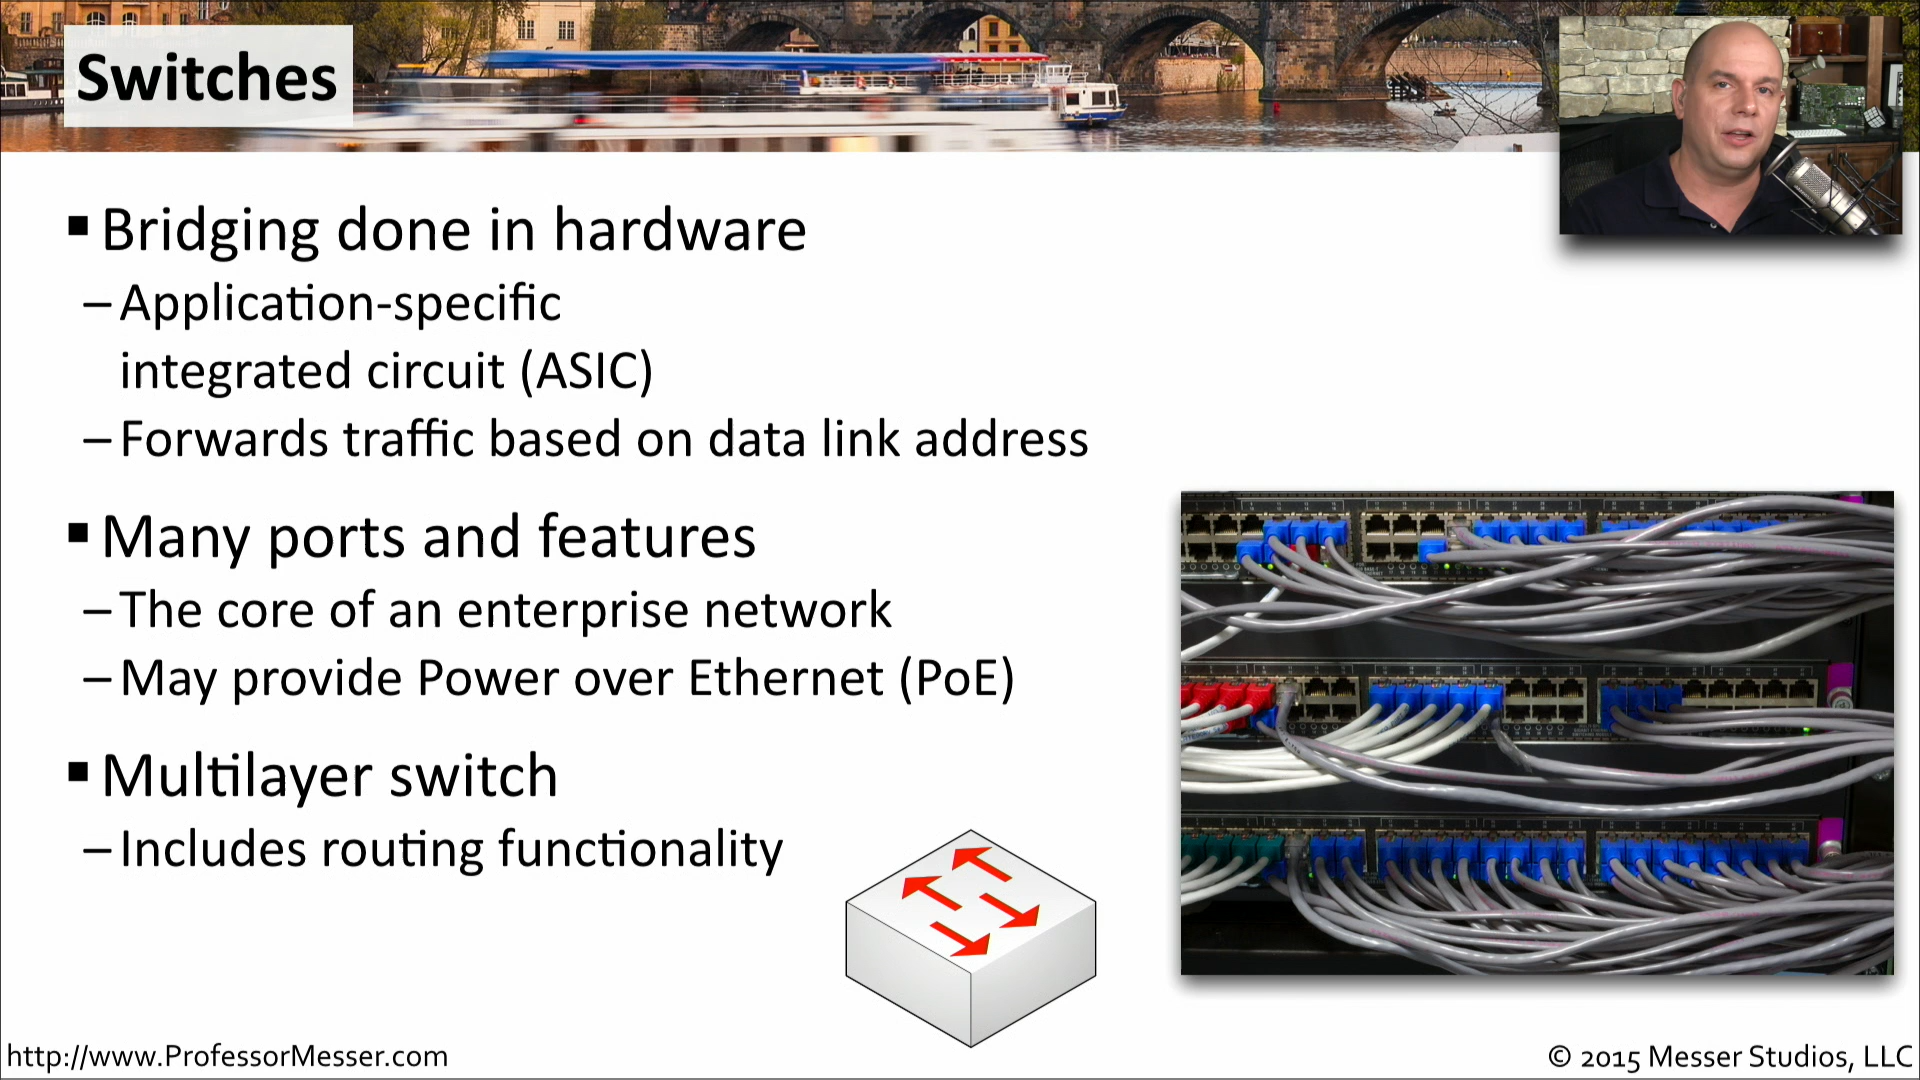 Switches
▪ Bridging done in hardware
– Application-specific
integrated circuit (ASIC)
– Forwards traffic based on data link address
▪ Many ports and features
– The core of an enterprise network
– May provide Power over Ethernet (PoE)
▪ Multilayer switch
– Includes routing functionality
http://www.ProfessorMesser.com
© 2015 Messer Studios, LLC